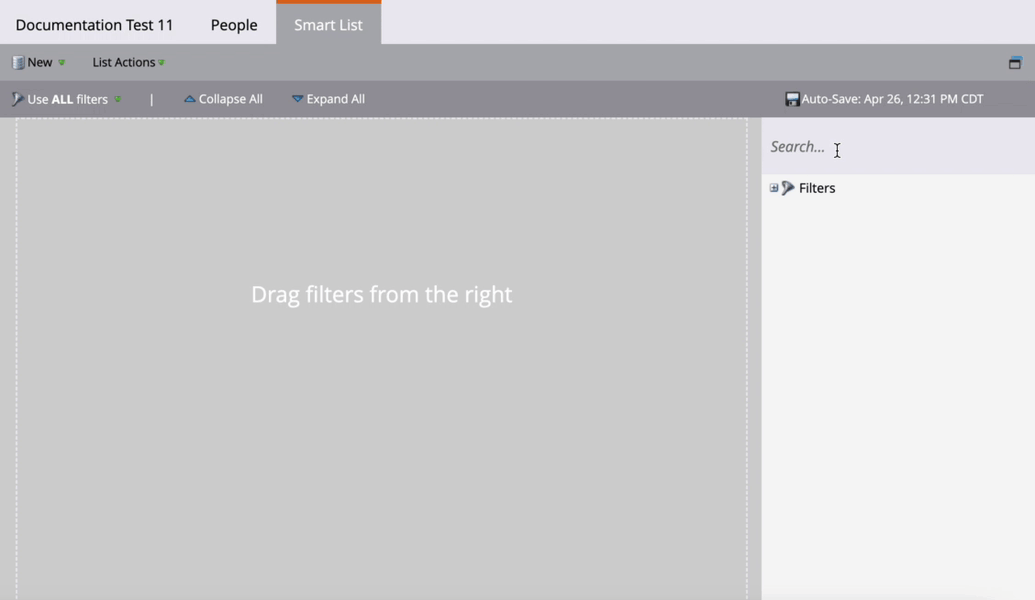 Documentation Test 11 People Smart List
New List Actions
Use ALL filters | Collapse All Expand All Auto-Save: Apr 26, 12:31 PM CDT
Search...
Filters
Drag filters from the right